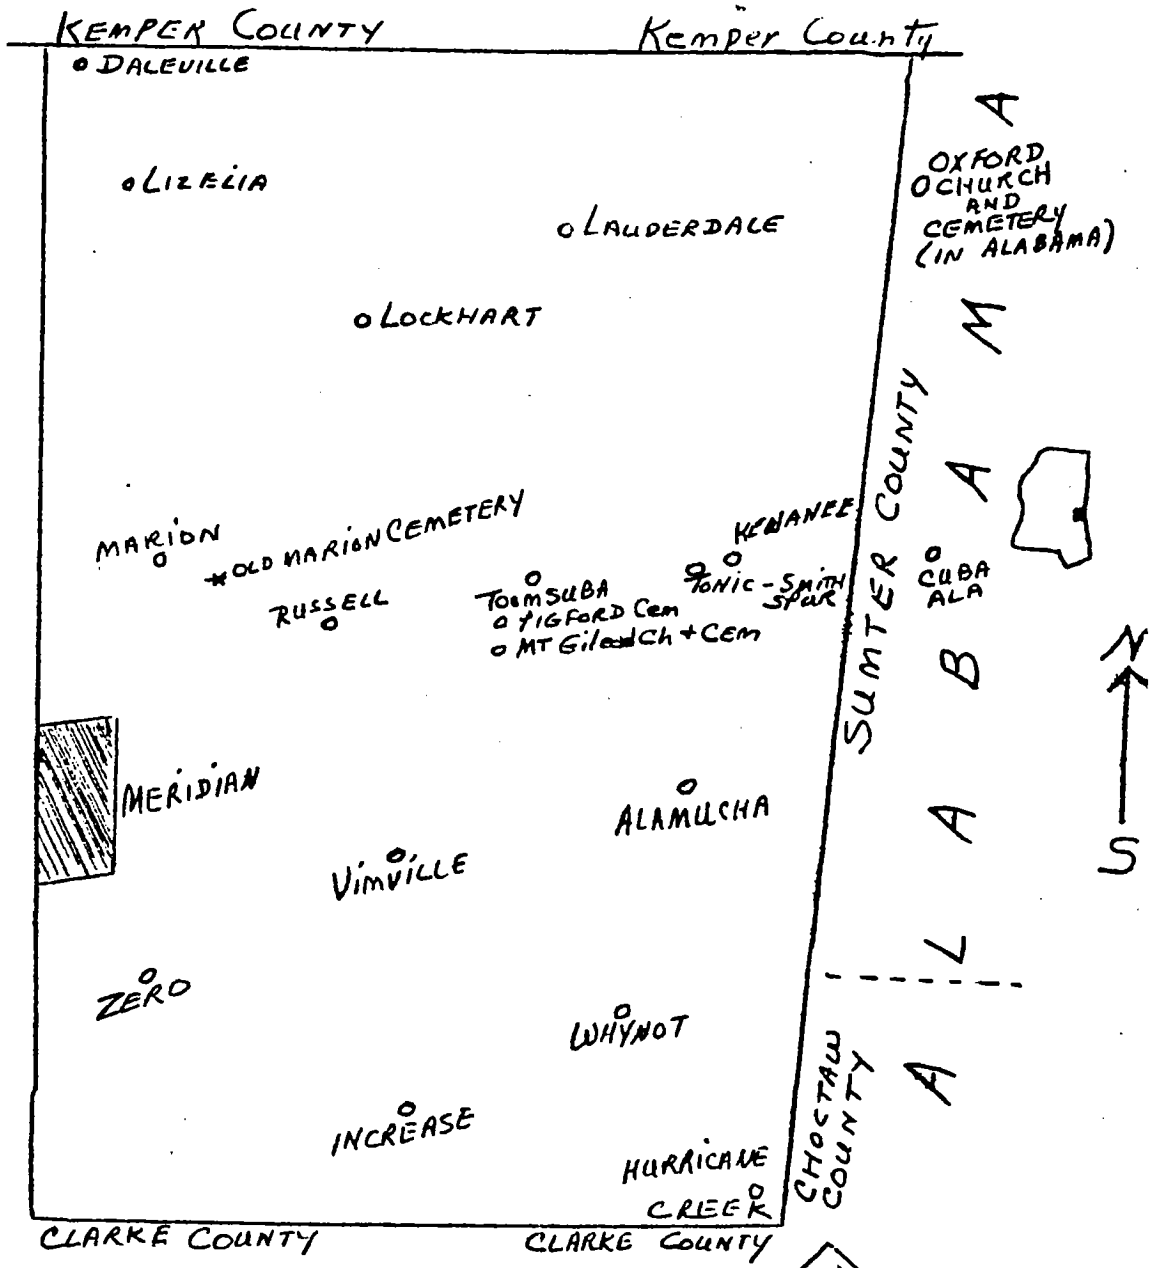 KEMPER COUNTY
Kemper County
DALEVILLE
LIZELIA
LAUDERDALE
LOCKHART
OXFORD
CHURCH
AND
CEMETERY
(IN ALABAMA)
MARION
* OLD MARION CEMETERY
RUSSELL
TOOMSUBA
PIGFORD Cem
MT Gilead Ch + CEM
KEWANEE
TONIC - SMITH
SPUR
CUBA
ALA
SUMTER COUNTY
ALABAMA
N
S
MERIDIAN
ALAMUCHA
VIMVILLE
ZERO
WHYNOT
INCREASE
HURRICANE
CREEK
CHOCTAW
COUNTY
CLARKE COUNTY
CLARKE COUNTY